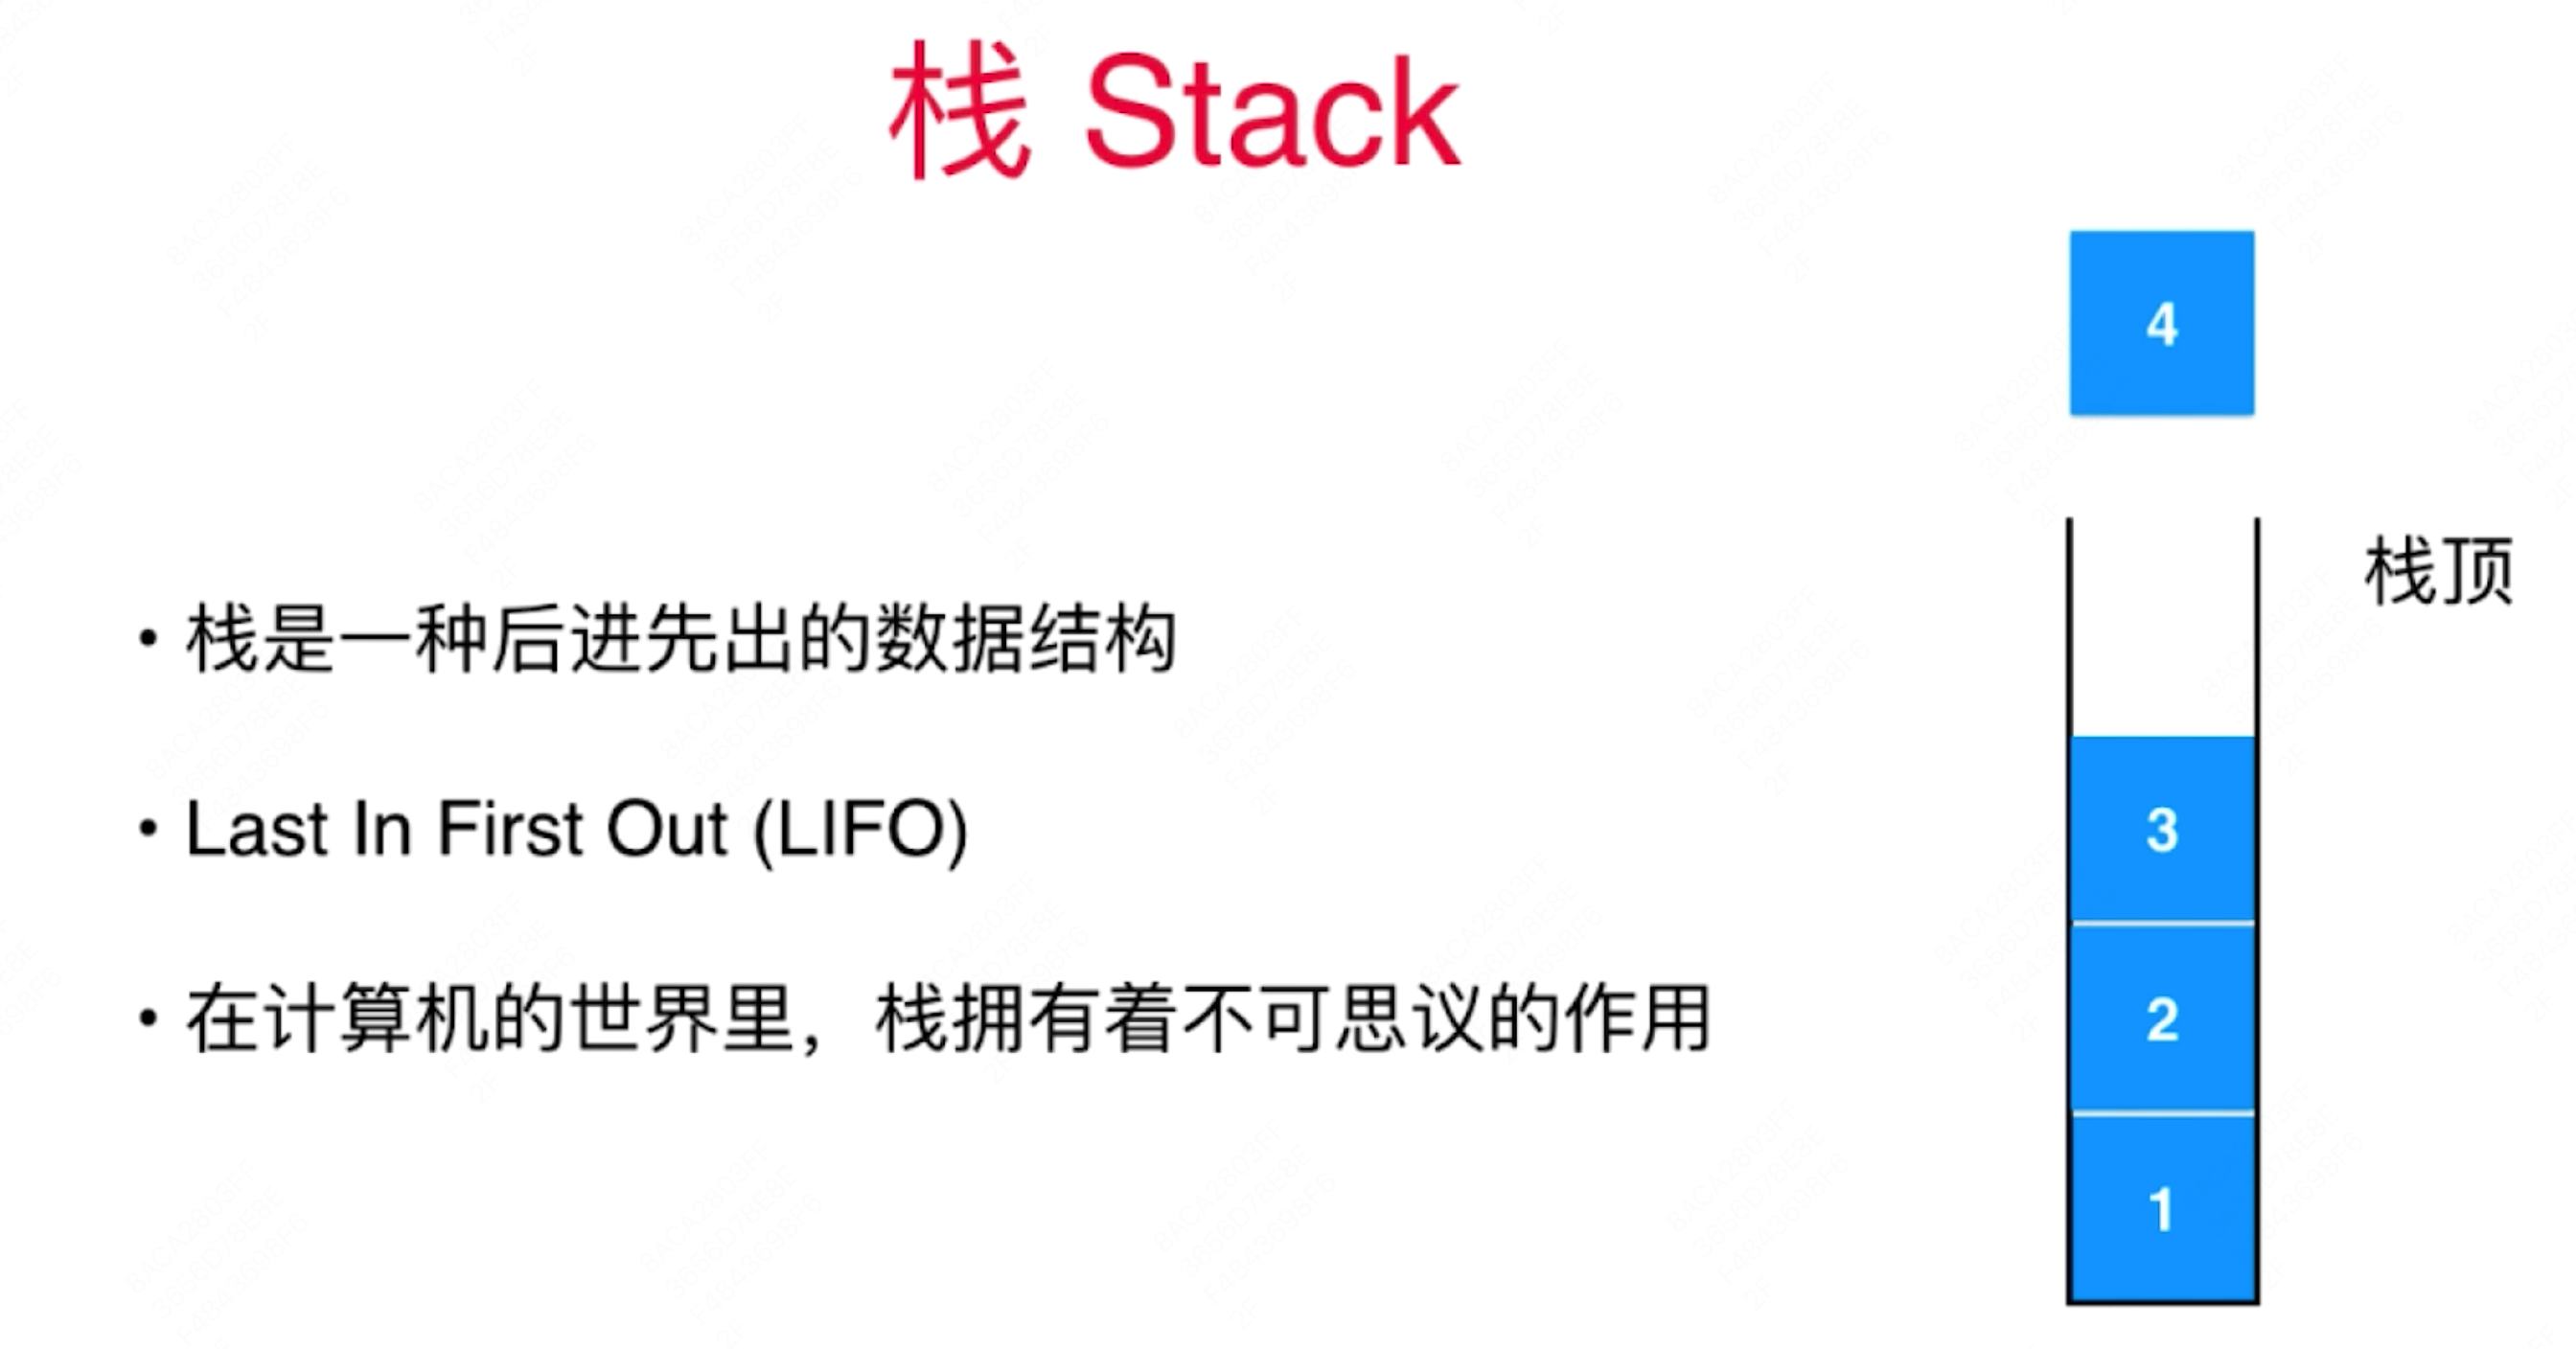 栈 Stack
4
栈顶
• 栈是一种后进先出的数据结构
• Last In First Out (LIFO)
• 在计算机的世界里，栈拥有着不可思议的作用
3
2
1